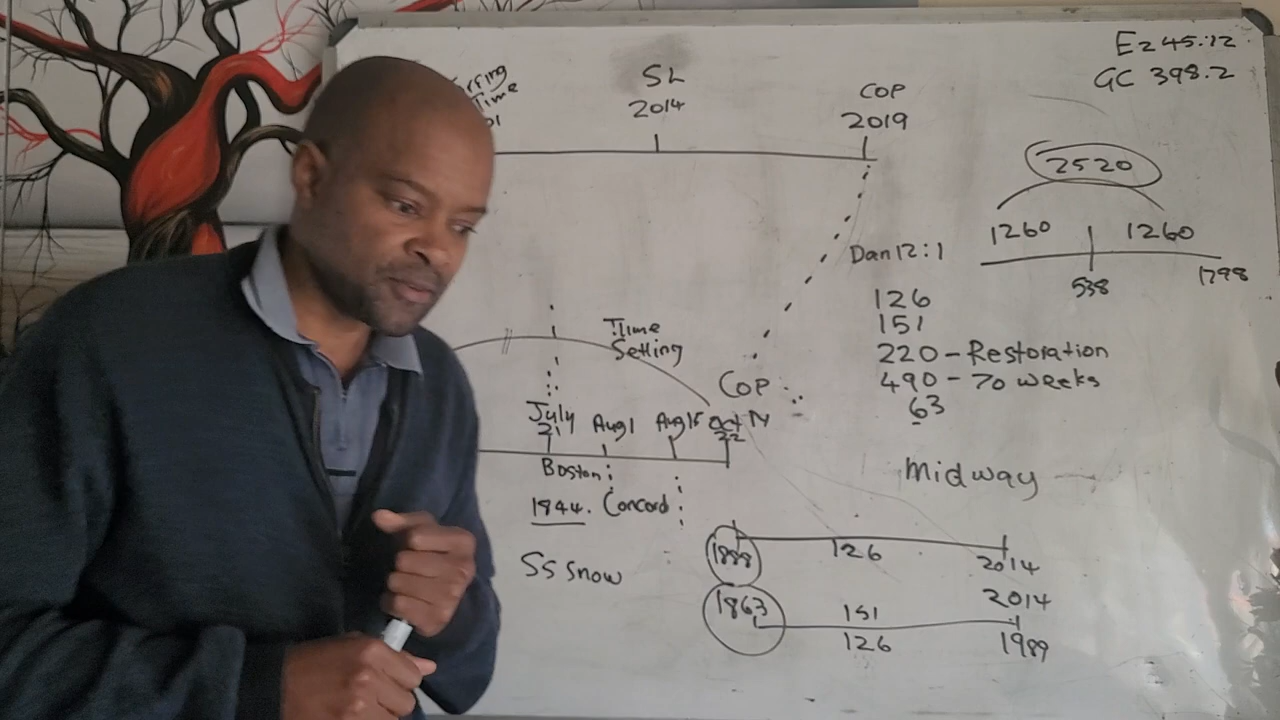 Ez 45:12
GC 398.2
Time
SL
2014
COP
2019
2520
1260 1260
538 1798
Dan 12:1
126
151
220 - Restoration
490 - 70 weeks
63
Time
Setting
COP
July
21
Aug 1
Aug 15
Oct
22
Boston
1844. Concord
SS Snow
Midway
1888 126 2014
1863 151 2014
126 1989